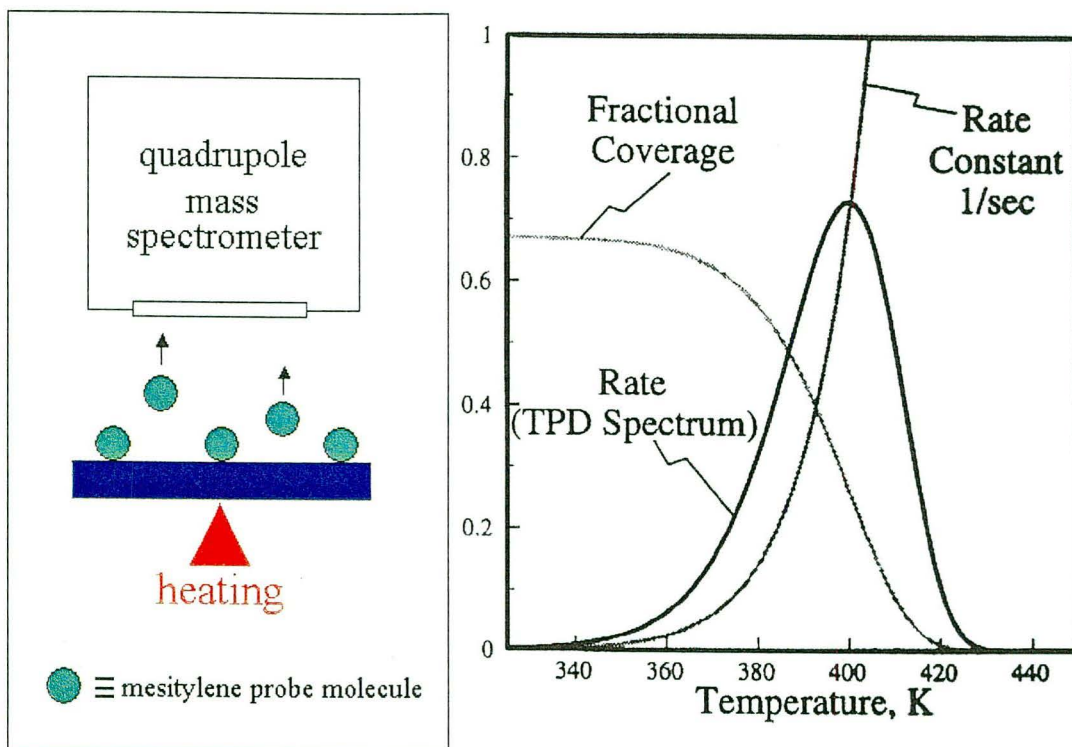 quadrupole
mass
spectrometer
heating
≡ mesitylene probe molecule
1
0.8
0.6
0.4
0.2
0
Fractional
Coverage
Rate
Constant
1/sec
Rate
(TPD Spectrum)
340 360 380 400 420 440
Temperature, K